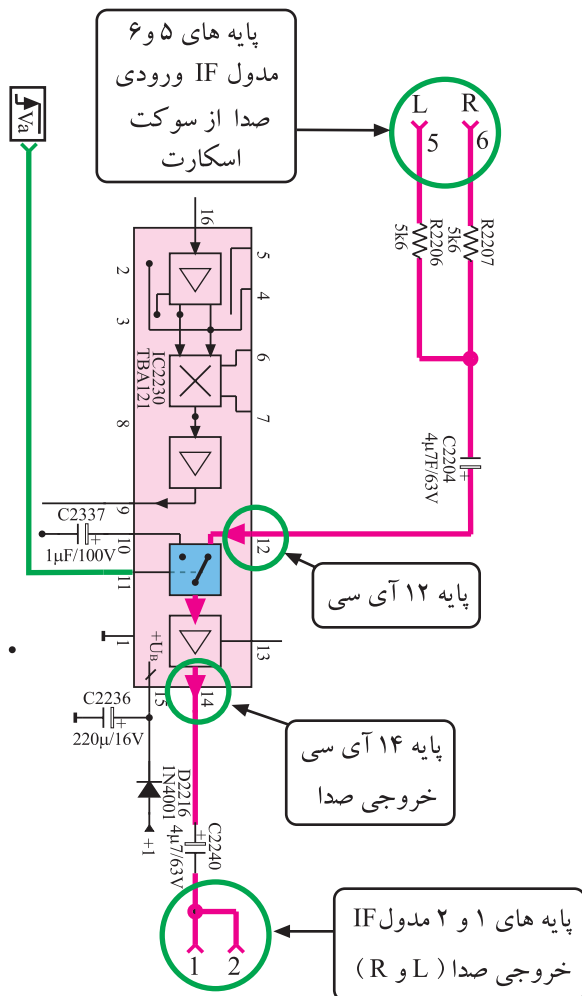 پایه های ۵ و۶
مدول IF ورودی
صدا از سوکت
اسکارت
L R
5 6
Va
R2206
5k6
R2207
5k6
C2204
4µ7F/63V
+
16
5
2
4
3
IC2230
TBA121
6
7
8
9
C2337
+
1µF/100V
10
11
12
پایه ۱۲ آی سی
1
13
+UB
15
14
C2236
+
220µ/16V
پایه ۱۴ آی سی
خروجی صدا
D2216
1N4001
+1
C2240
4µ7/63V
+
1 2
پایه های ۱ و ۲ مدول IF
خروجی صدا ( L و R )